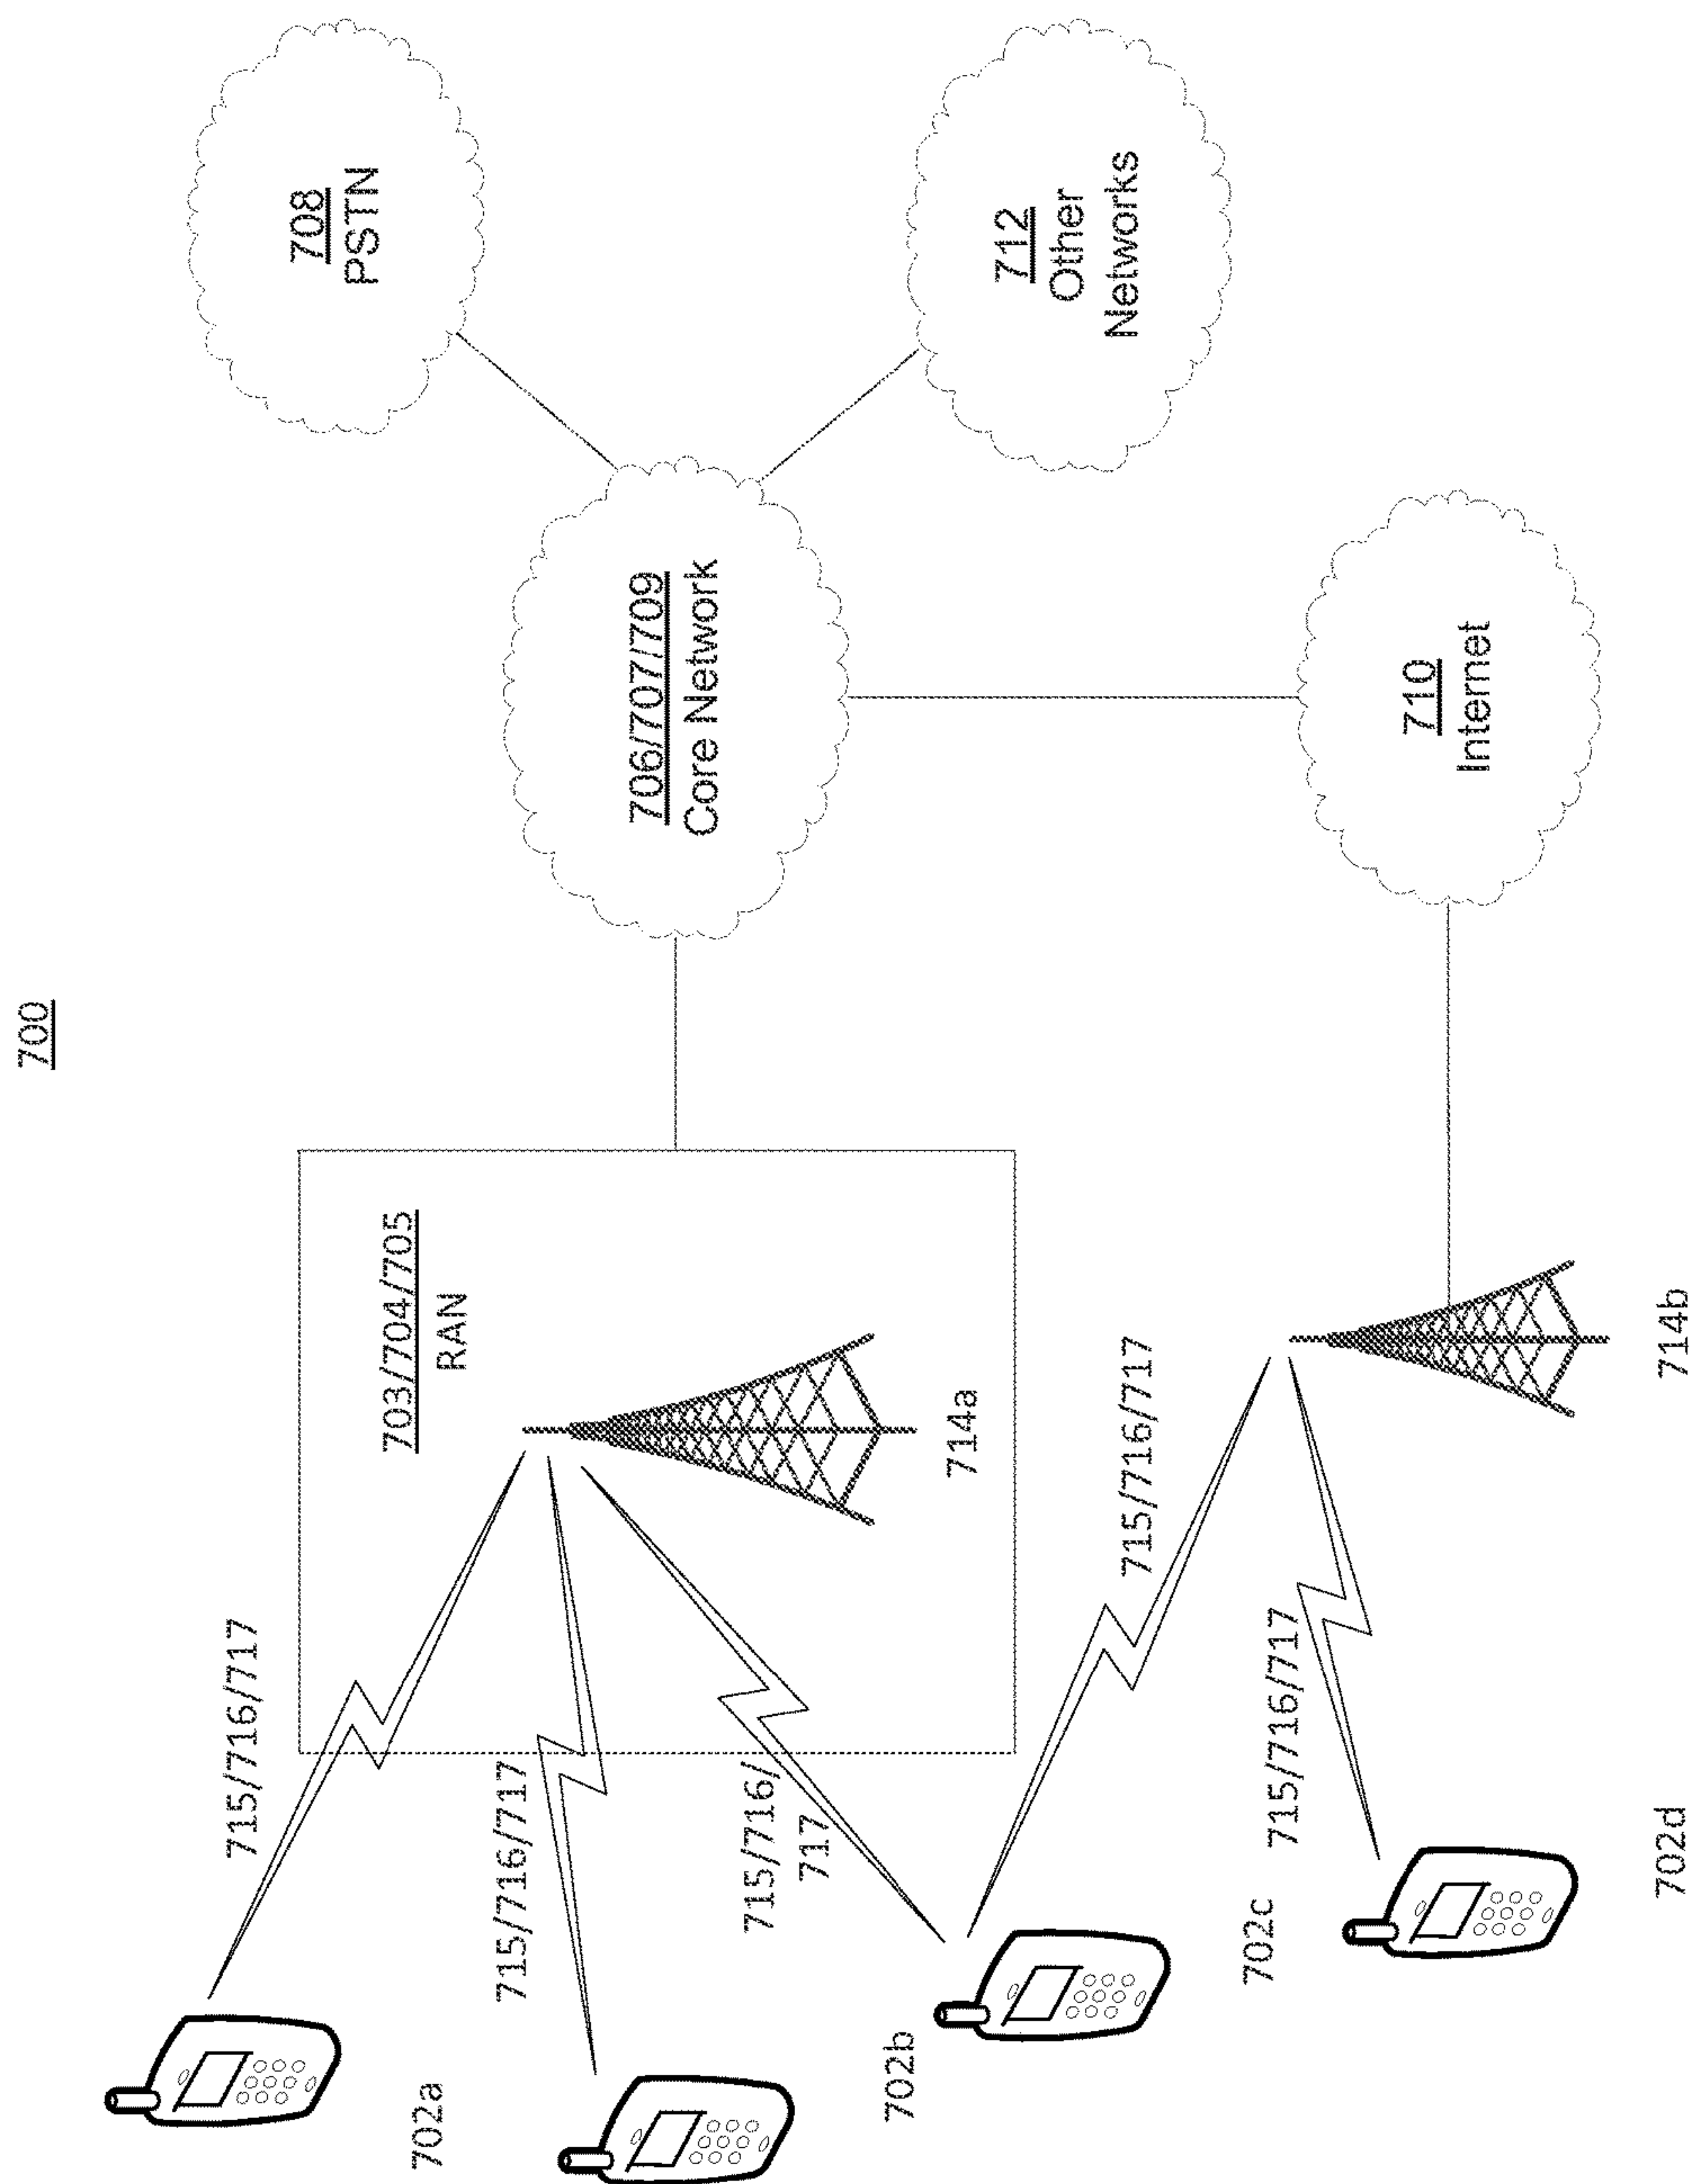 700
715/716/717
708
PSTN
703/704/705
RAN
702a
715/716/717
706/707/709
Core Network
715/716/
717
702b
714a
712
Other
Networks
715/716/717
702c
715/716/717
710
Internet
702d
714b